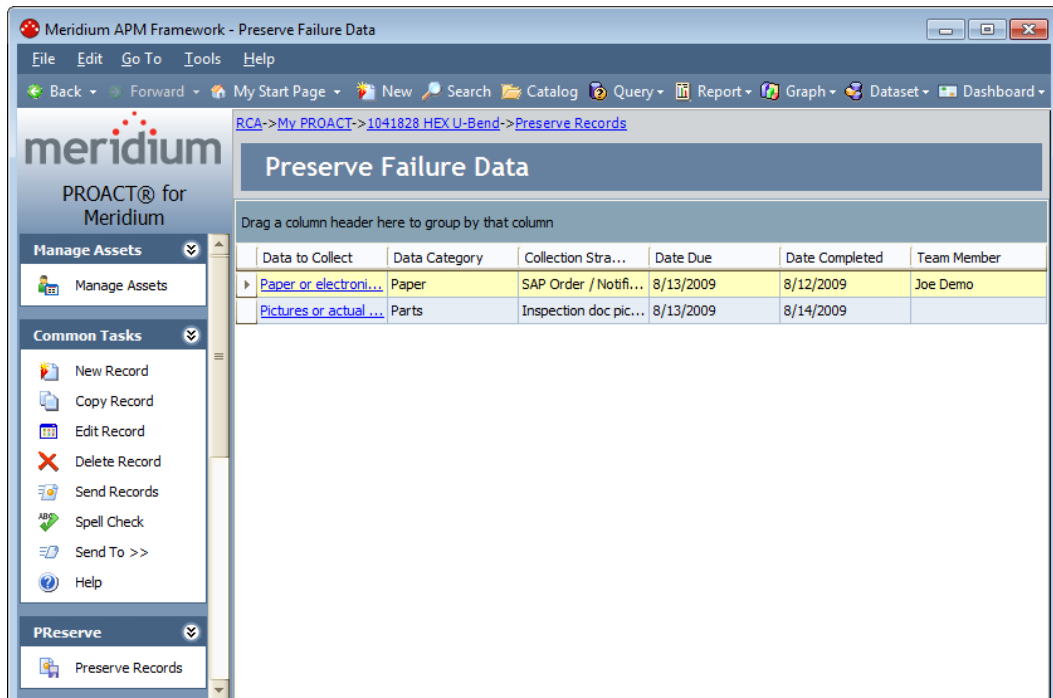 Meridium APM Framework - Preserve Failure Data
File Edit Go To Tools Help
Back Forward My Start Page New Search Catalog Query Report Graph Dataset Dashboard
RCA->My PROACT->1041828 HEX U-Bend->Preserve Records
meridium
PROACT® for
Meridium
Preserve Failure Data
Drag a column header here to group by that column
Data to Collect Data Category Collection Stra... Date Due Date Completed Team Member
Paper or electroni... Paper SAP Order / Notifi... 8/13/2009 8/12/2009 Joe Demo
Pictures or actual ... Parts Inspection doc pic... 8/13/2009 8/14/2009
Manage Assets
Manage Assets
Common Tasks
New Record
Copy Record
Edit Record
Delete Record
Send Records
ABC
Spell Check
Send To >>
Help
PReserve
Preserve Records